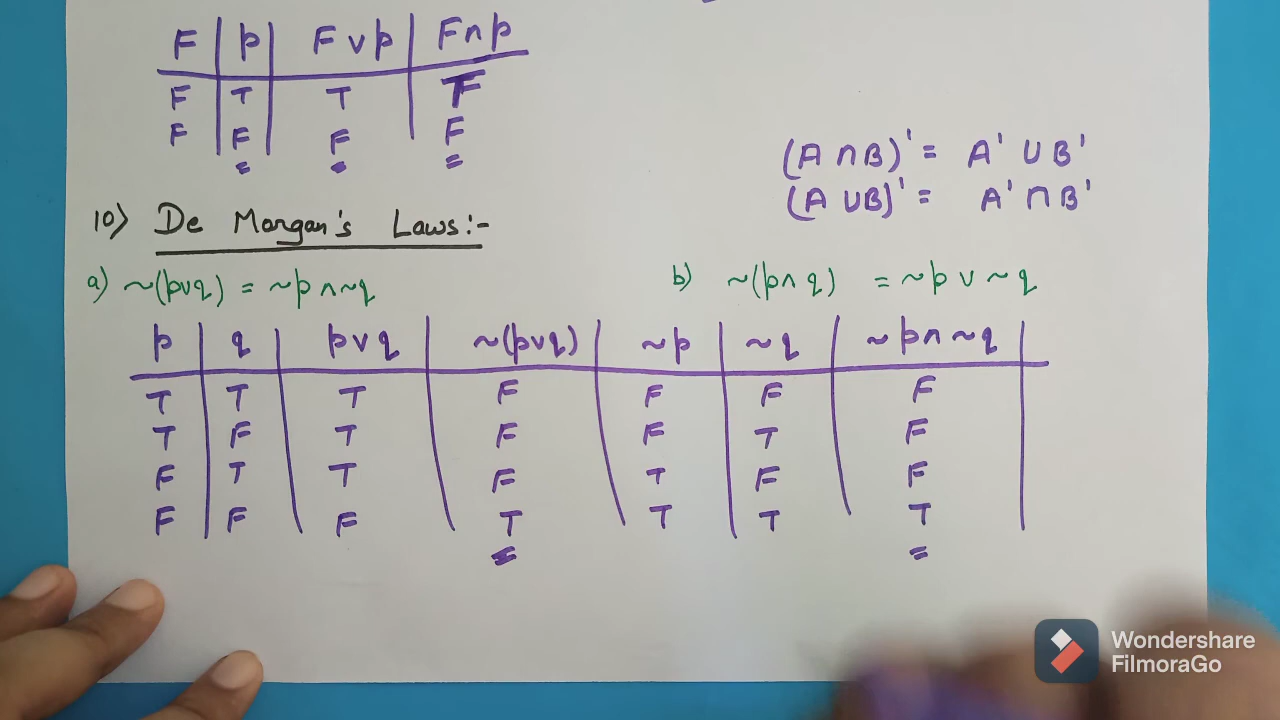 F p F ∨ p F ∧ p
F T T F
F F F F
(A ∩ B)' = A' ∪ B'
(A ∪ B)' = A' ∩ B'
10) De Morgan's Laws:-
a) ~(p∨q) = ~p ∧ ~q b) ~(p∧ q) = ~p ∨ ~q
p q p ∨ q ~(p∨q) ~p ~q ~p ∧ ~q
T T T F F F F
T F T F F T F
F T T F T F F
F F F T T T T
Wondershare
FilmoraGo